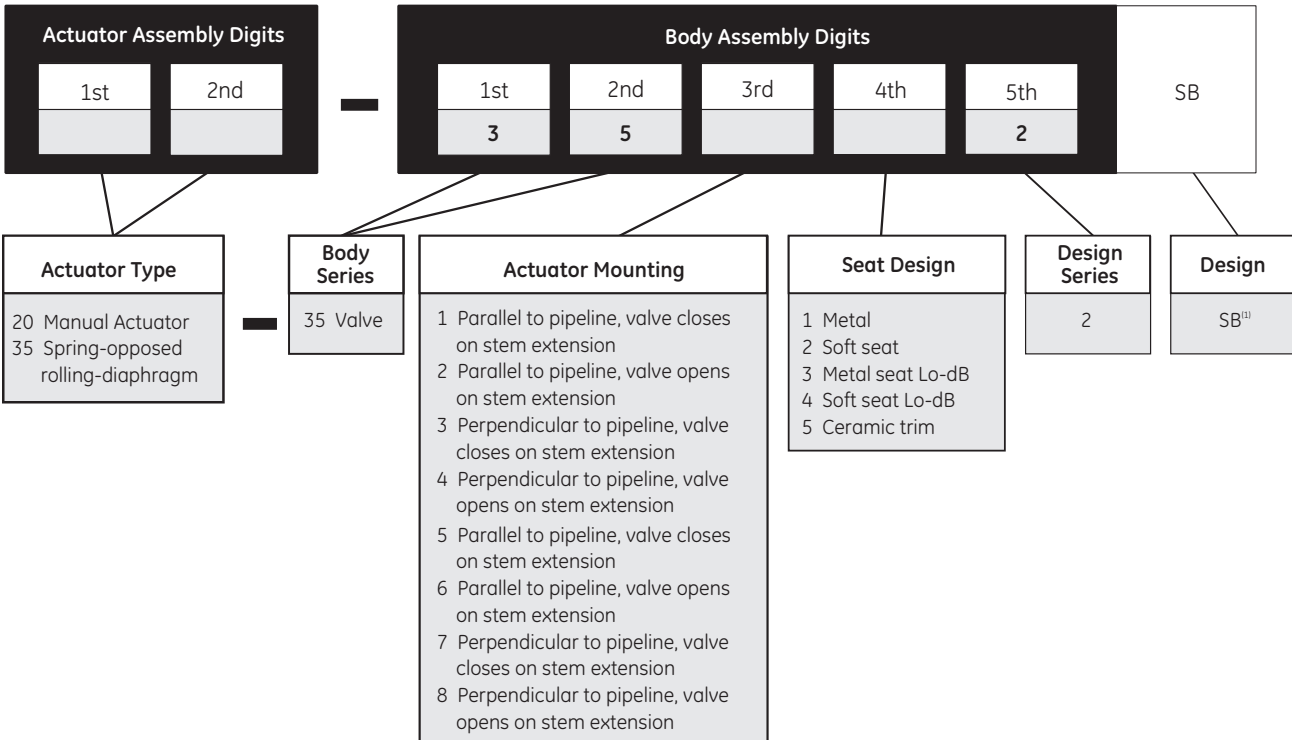 Actuator Assembly Digits
Body Assembly Digits
1st
2nd
1st
2nd
3rd
4th
5th
SB
3
5
2
Actuator Type
20 Manual Actuator
35 Spring-opposed
rolling-diaphragm
Body
Series
35 Valve
Actuator Mounting
1 Parallel to pipeline, valve closes
on stem extension
2 Parallel to pipeline, valve opens
on stem extension
3 Perpendicular to pipeline, valve
closes on stem extension
4 Perpendicular to pipeline, valve
opens on stem extension
5 Parallel to pipeline, valve closes
on stem extension
6 Parallel to pipeline, valve opens
on stem extension
7 Perpendicular to pipeline, valve
closes on stem extension
8 Perpendicular to pipeline, valve
opens on stem extension
Seat Design
1 Metal
2 Soft seat
3 Metal seat Lo-dB
4 Soft seat Lo-dB
5 Ceramic trim
Design
Series
2
Design
SB(1)